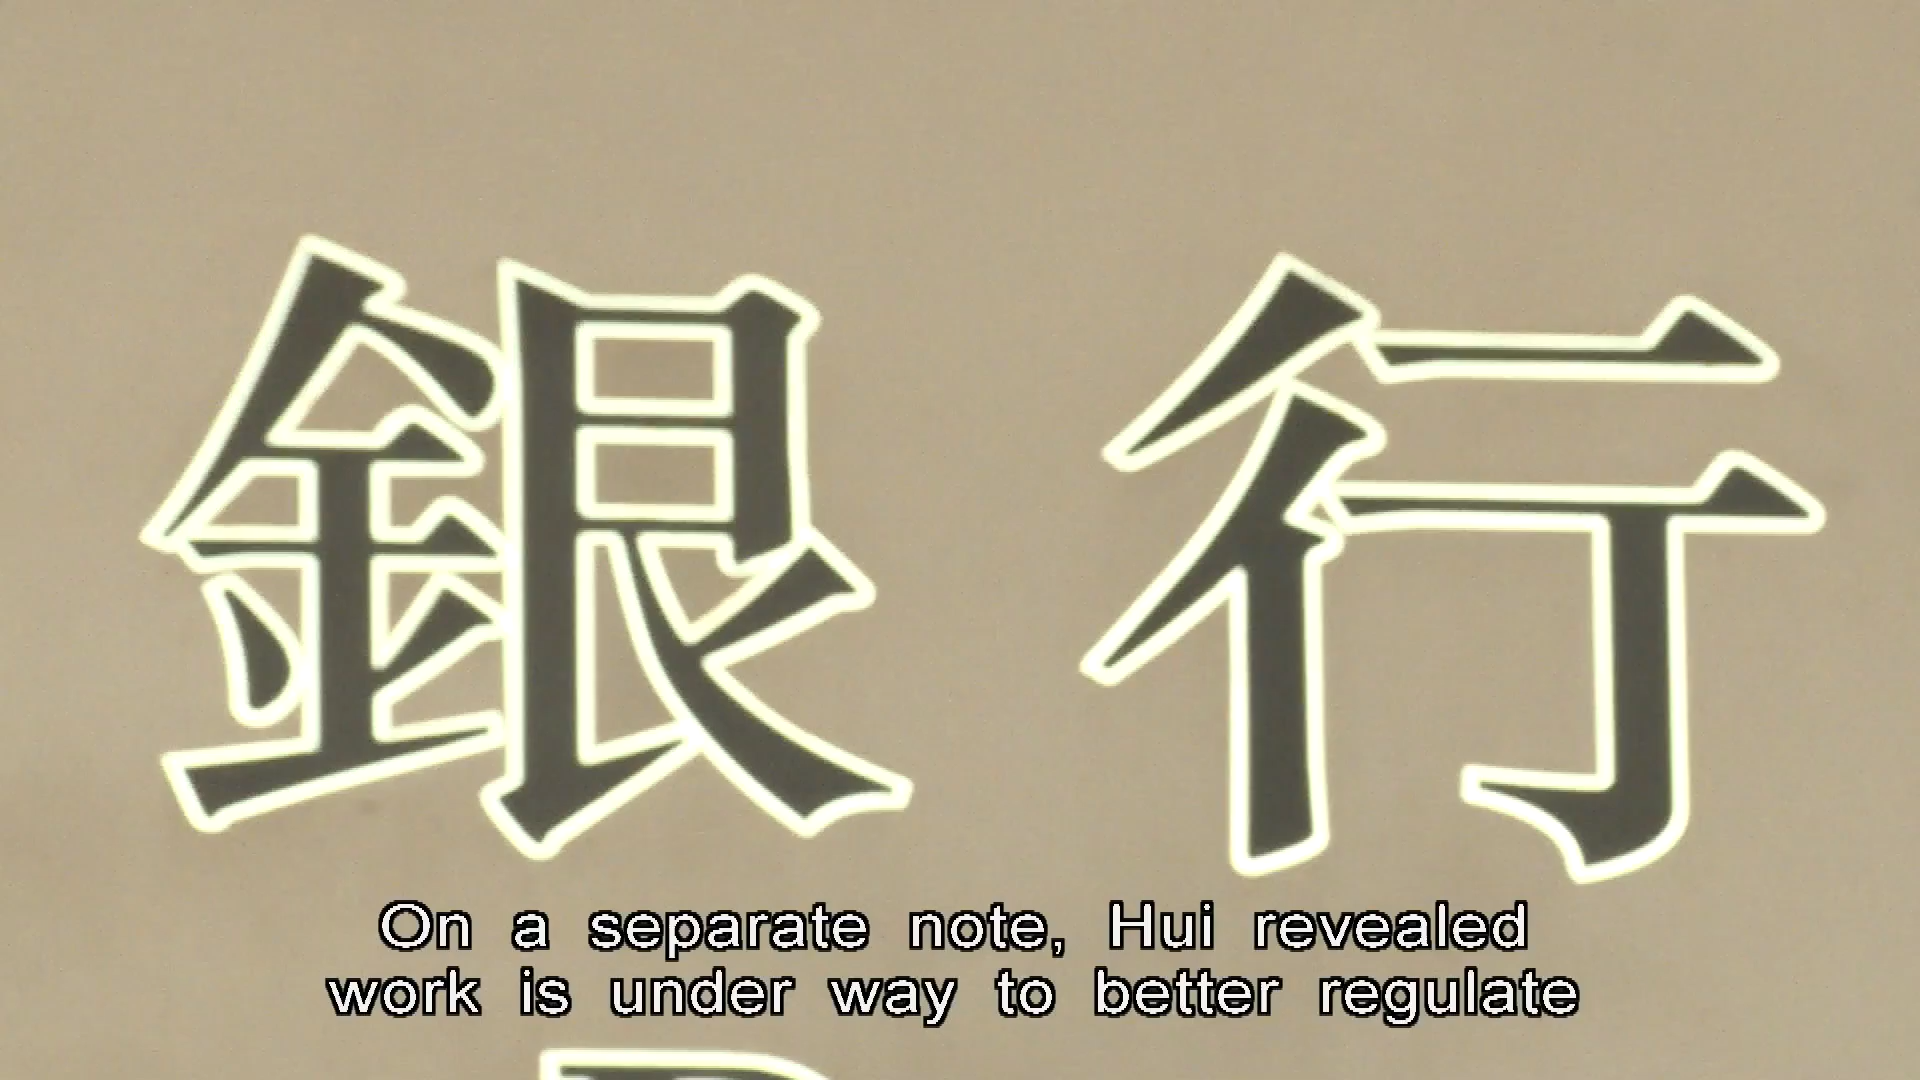 銀行
On a separate note, Hui revealed
work is under way to better regulate